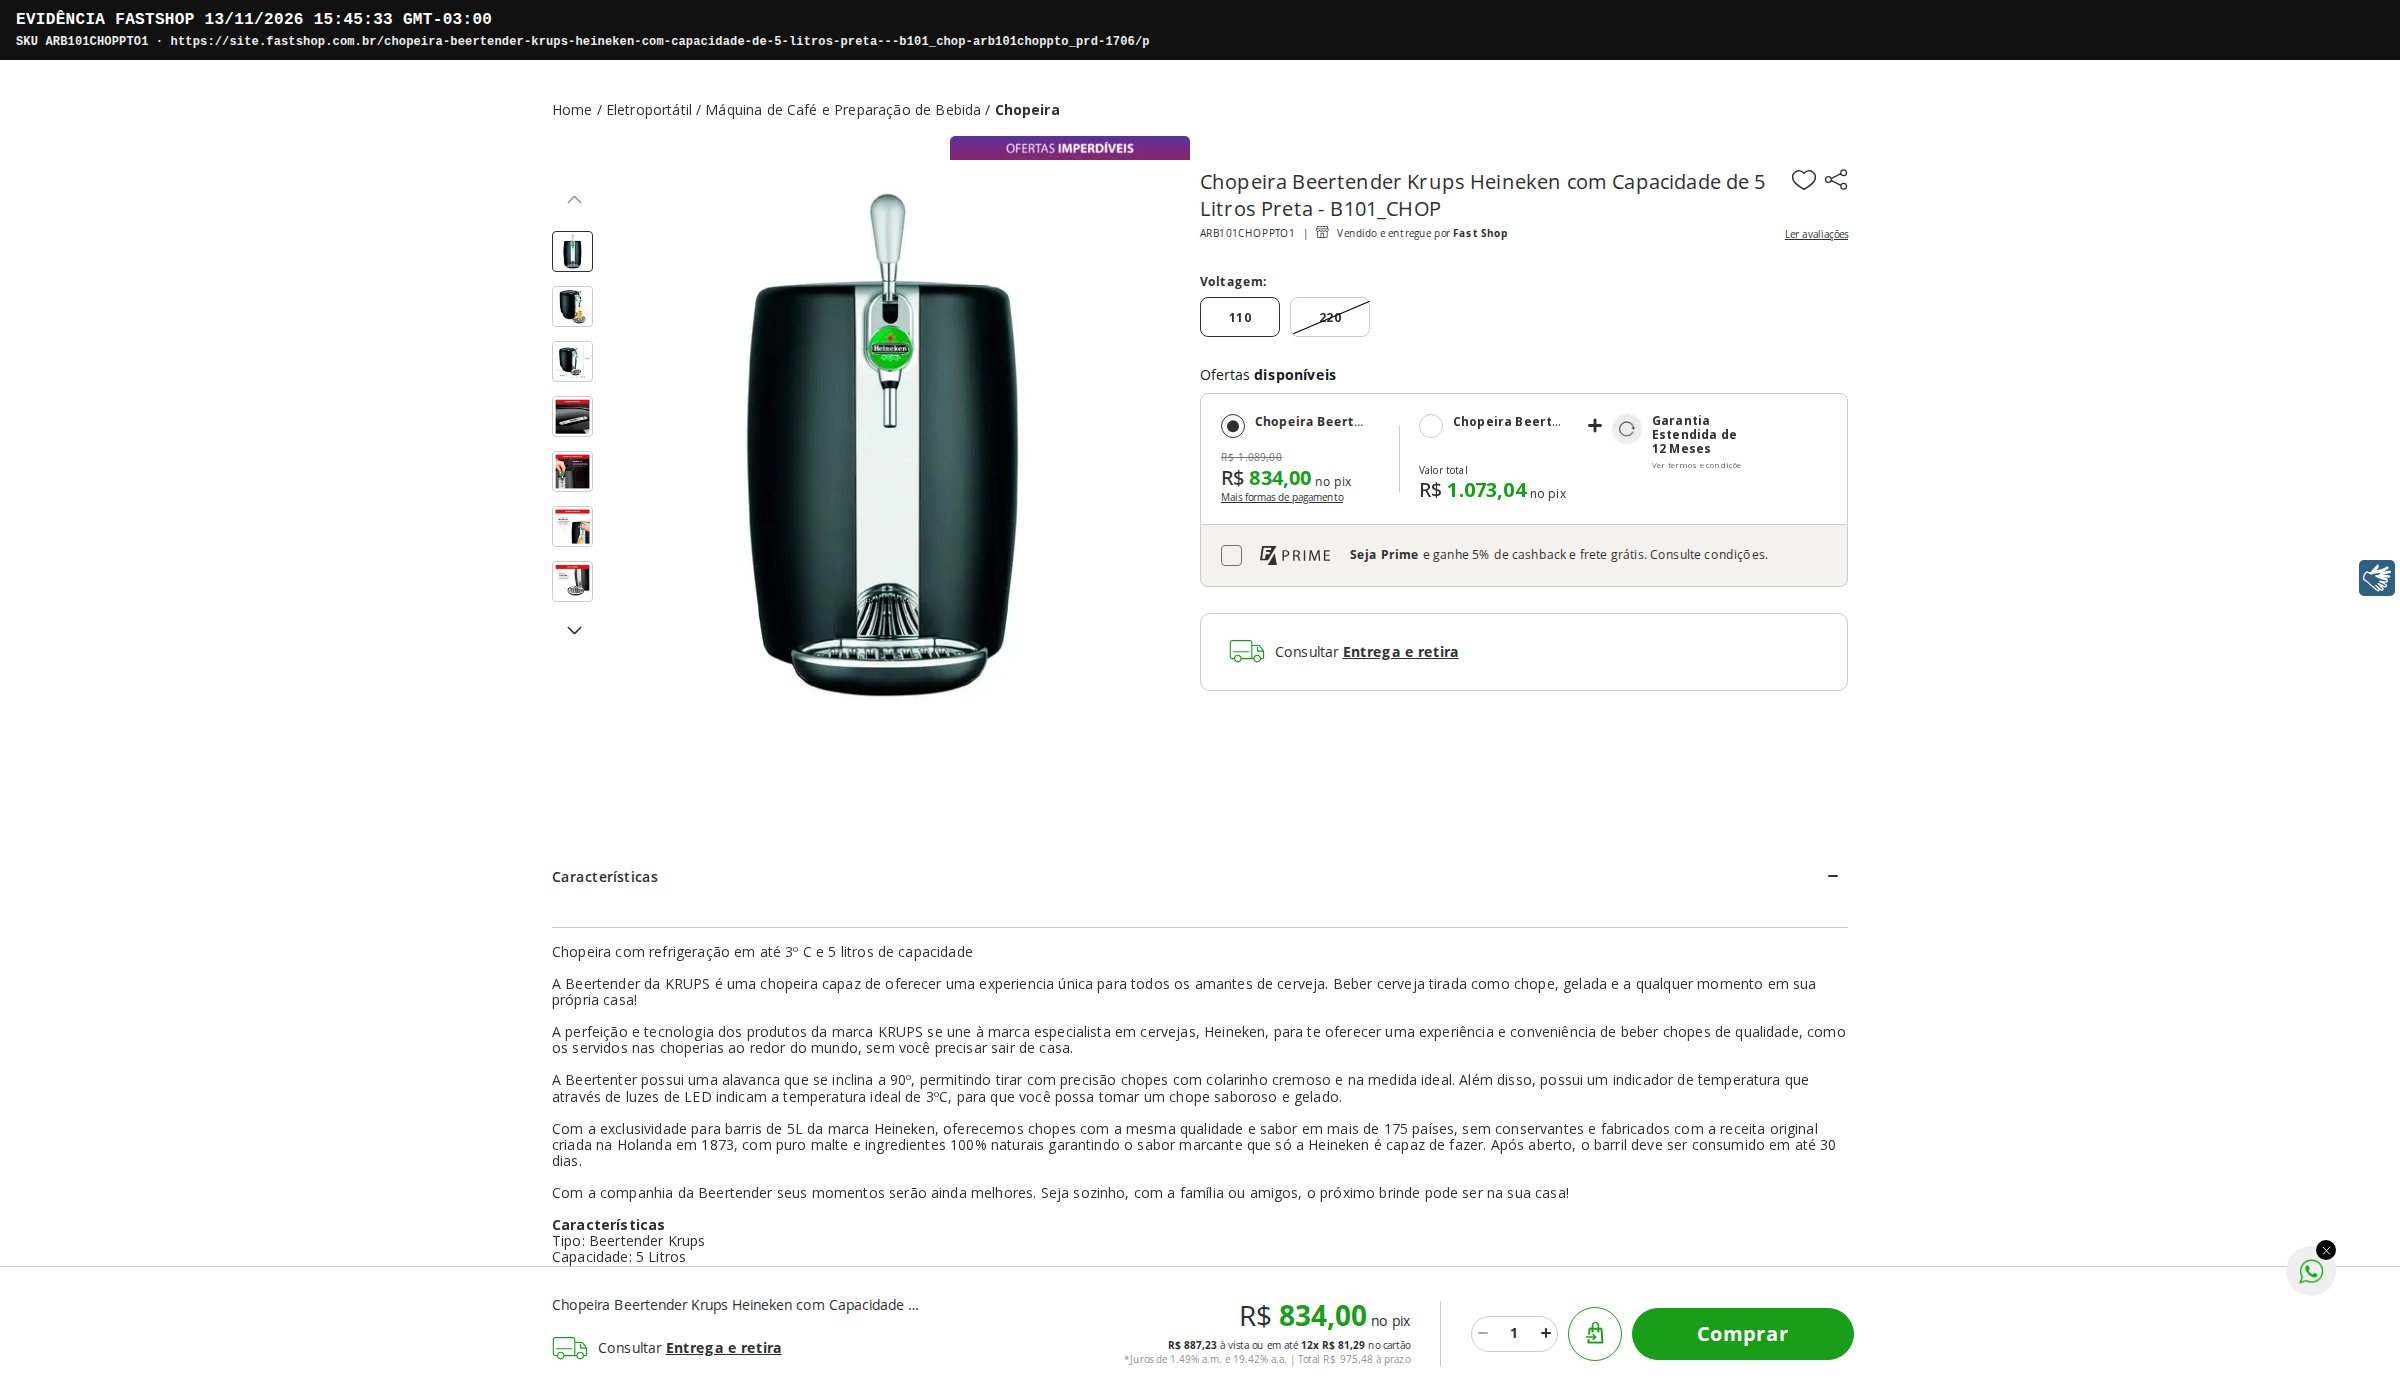 EVIDÊNCIA FASTSHOP 13/11/2026 15:45:33 GMT-03:00
SKU ARB101CHOPPTO1 · https://site.fastshop.com.br/chopeira-beertender-krups-heineken-com-capacidade-de-5-litros-preta---b101_chop-arb101choppto_prd-1706/p
Home / Eletroportátil / Máquina de Café e Preparação de Bebida / Chopeira
OFERTAS IMPERDÍVEIS
Chopeira Beertender Krups Heineken com Capacidade de 5
Litros Preta - B101_CHOP
ARB101CHOPPTO1 | Vendido e entregue por Fast Shop
Ler avaliações
Heineken
Voltagem:
110
220
Ofertas disponíveis
Chopeira Beert...
R$ 1.089,00
R$ 834,00 no pix
Mais formas de pagamento
Chopeira Beert...
Valor total
R$ 1.073,04 no pix
+
Garantia
Estendida de
12 Meses
Ver termos e condiçõe
PRIME
Seja Prime e ganhe 5% de cashback e frete grátis. Consulte condições.
Consultar Entrega e retira
Características
Chopeira com refrigeração em até 3º C e 5 litros de capacidade
A Beertender da KRUPS é uma chopeira capaz de oferecer uma experiencia única para todos os amantes de cerveja. Beber cerveja tirada como chope, gelada e a qualquer momento em sua
própria casa!
A perfeição e tecnologia dos produtos da marca KRUPS se une à marca especialista em cervejas, Heineken, para te oferecer uma experiência e conveniência de beber chopes de qualidade, como
os servidos nas choperias ao redor do mundo, sem você precisar sair de casa.
A Beertenter possui uma alavanca que se inclina a 90º, permitindo tirar com precisão chopes com colarinho cremoso e na medida ideal. Além disso, possui um indicador de temperatura que
através de luzes de LED indicam a temperatura ideal de 3ºC, para que você possa tomar um chope saboroso e gelado.
Com a exclusividade para barris de 5L da marca Heineken, oferecemos chopes com a mesma qualidade e sabor em mais de 175 países, sem conservantes e fabricados com a receita original
criada na Holanda em 1873, com puro malte e ingredientes 100% naturais garantindo o sabor marcante que só a Heineken é capaz de fazer. Após aberto, o barril deve ser consumido em até 30
dias.
Com a companhia da Beertender seus momentos serão ainda melhores. Seja sozinho, com a família ou amigos, o próximo brinde pode ser na sua casa!
Características
Tipo: Beertender Krups
Capacidade: 5 Litros
Chopeira Beertender Krups Heineken com Capacidade ...
Consultar Entrega e retira
R$ 834,00 no pix
R$ 887,23 à vista ou em até 12x R$ 81,29 no cartão
*Juros de 1.49% a.m. e 19.42% a.a. | Total R$ 975,48 à prazo
− 1 +
Comprar